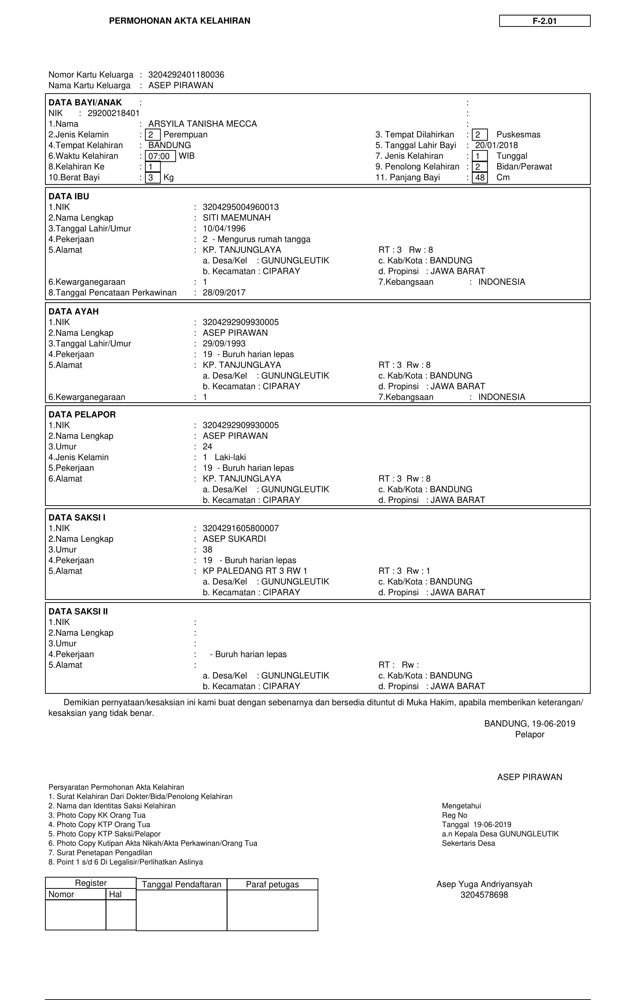 PERMOHONAN AKTA KELAHIRAN F-2.01
Nomor Kartu Keluarga : 3204292401180036
Nama Kartu Keluarga : ASEP PIRAWAN
DATA BAYI/ANAK : :
NIK : 29200218401 :
1.Nama : ARSYILA TANISHA MECCA :
2.Jenis Kelamin : 2 Perempuan 3. Tempat Dilahirkan : 2 Puskesmas
4.Tempat Kelahiran : BANDUNG 5. Tanggal Lahir Bayi : 20/01/2018
6.Waktu Kelahiran : 07:00 WIB 7. Jenis Kelahiran : 1 Tunggal
8.Kelahiran Ke : 1 9. Penolong Kelahiran : 2 Bidan/Perawat
10.Berat Bayi : 3 Kg 11. Panjang Bayi : 48 Cm
DATA IBU
1.NIK : 3204295004960013
2.Nama Lengkap : SITI MAEMUNAH
3.Tanggal Lahir/Umur : 10/04/1996
4.Pekerjaan : 2 - Mengurus rumah tangga
5.Alamat : KP. TANJUNGLAYA RT : 3 Rw : 8
a. Desa/Kel : GUNUNGLEUTIK c. Kab/Kota : BANDUNG
b. Kecamatan : CIPARAY d. Propinsi : JAWA BARAT
6.Kewarganegaraan : 1 7.Kebangsaan : INDONESIA
8.Tanggal Pencataan Perkawinan : 28/09/2017
DATA AYAH
1.NIK : 3204292909930005
2.Nama Lengkap : ASEP PIRAWAN
3.Tanggal Lahir/Umur : 29/09/1993
4.Pekerjaan : 19 - Buruh harian lepas
5.Alamat : KP. TANJUNGLAYA RT : 3 Rw : 8
a. Desa/Kel : GUNUNGLEUTIK c. Kab/Kota : BANDUNG
b. Kecamatan : CIPARAY d. Propinsi : JAWA BARAT
6.Kewarganegaraan : 1 7.Kebangsaan : INDONESIA
DATA PELAPOR
1.NIK : 3204292909930005
2.Nama Lengkap : ASEP PIRAWAN
3.Umur : 24
4.Jenis Kelamin : 1 Laki-laki
5.Pekerjaan : 19 - Buruh harian lepas
6.Alamat : KP. TANJUNGLAYA RT : 3 Rw : 8
a. Desa/Kel : GUNUNGLEUTIK c. Kab/Kota : BANDUNG
b. Kecamatan : CIPARAY d. Propinsi : JAWA BARAT
DATA SAKSI I
1.NIK : 3204291605800007
2.Nama Lengkap : ASEP SUKARDI
3.Umur : 38
4.Pekerjaan : 19 - Buruh harian lepas
5.Alamat : KP PALEDANG RT 3 RW 1 RT : 3 Rw : 1
a. Desa/Kel : GUNUNGLEUTIK c. Kab/Kota : BANDUNG
b. Kecamatan : CIPARAY d. Propinsi : JAWA BARAT
DATA SAKSI II
1.NIK :
2.Nama Lengkap :
3.Umur :
4.Pekerjaan : - Buruh harian lepas
5.Alamat : RT : Rw :
a. Desa/Kel : GUNUNGLEUTIK c. Kab/Kota : BANDUNG
b. Kecamatan : CIPARAY d. Propinsi : JAWA BARAT
Demikian pernyataan/kesaksian ini kami buat dengan sebenarnya dan bersedia dituntut di Muka Hakim, apabila memberikan keterangan/
kesaksian yang tidak benar.
BANDUNG, 19-06-2019
Pelapor
ASEP PIRAWAN
Persyaratan Permohonan Akta Kelahiran
1. Surat Kelahiran Dari Dokter/Bida/Penolong Kelahiran
2. Nama dan Identitas Saksi Kelahiran Mengetahui
3. Photo Copy KK Orang Tua Reg No
4. Photo Copy KTP Orang Tua Tanggal 19-06-2019
5. Photo Copy KTP Saksi/Pelapor a.n Kepala Desa GUNUNGLEUTIK
6. Photo Copy Kutipan Akta Nikah/Akta Perkawinan/Orang Tua Sekertaris Desa
7. Surat Penetapan Pengadilan
8. Point 1 s/d 6 Di Legalisir/Perlihatkan Aslinya
Register Tanggal Pendaftaran Paraf petugas Asep Yuga Andriyansyah
Nomor Hal 3204578698